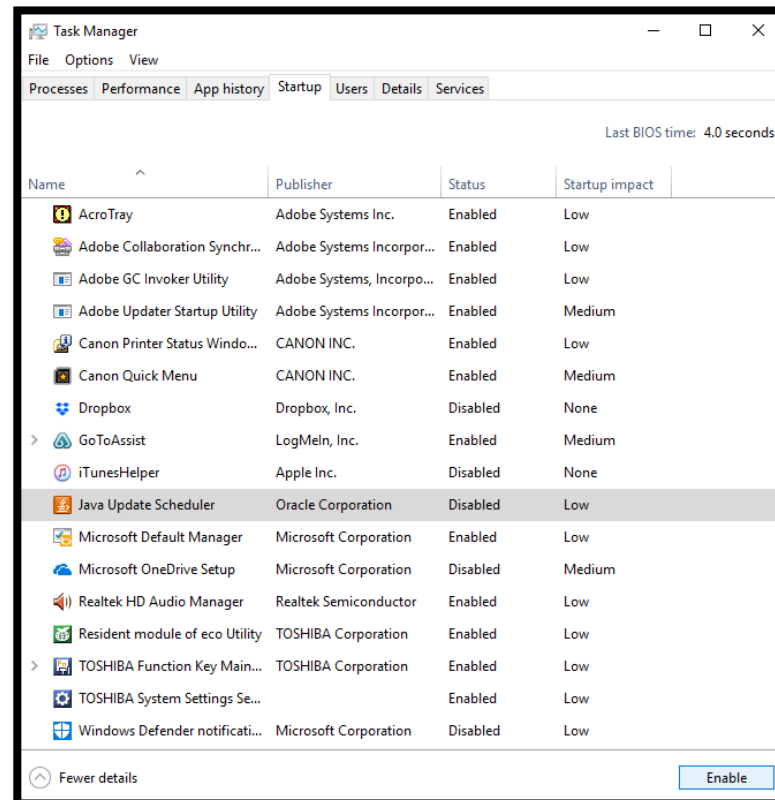 Task Manager
File Options View
Processes Performance App history Startup Users Details Services
Last BIOS time: 4.0 seconds
Name Publisher Status Startup impact
AcroTray Adobe Systems Inc. Enabled Low
Adobe Collaboration Synchr... Adobe Systems Incorpor... Enabled Low
Adobe GC Invoker Utility Adobe Systems, Incorpo... Enabled Low
Adobe Updater Startup Utility Adobe Systems Incorpor... Enabled Medium
Canon Printer Status Windo... CANON INC. Enabled Low
Canon Quick Menu CANON INC. Enabled Medium
Dropbox Dropbox, Inc. Disabled None
GoToAssist LogMeIn, Inc. Enabled Medium
iTunesHelper Apple Inc. Disabled None
Java Update Scheduler Oracle Corporation Disabled Low
Microsoft Default Manager Microsoft Corporation Enabled Low
Microsoft OneDrive Setup Microsoft Corporation Disabled Medium
Realtek HD Audio Manager Realtek Semiconductor Enabled Low
Resident module of eco Utility TOSHIBA Corporation Enabled Low
TOSHIBA Function Key Main... TOSHIBA Corporation Enabled Low
TOSHIBA System Settings Se... Enabled Low
Windows Defender notificati... Microsoft Corporation Disabled Low
Fewer details Enable